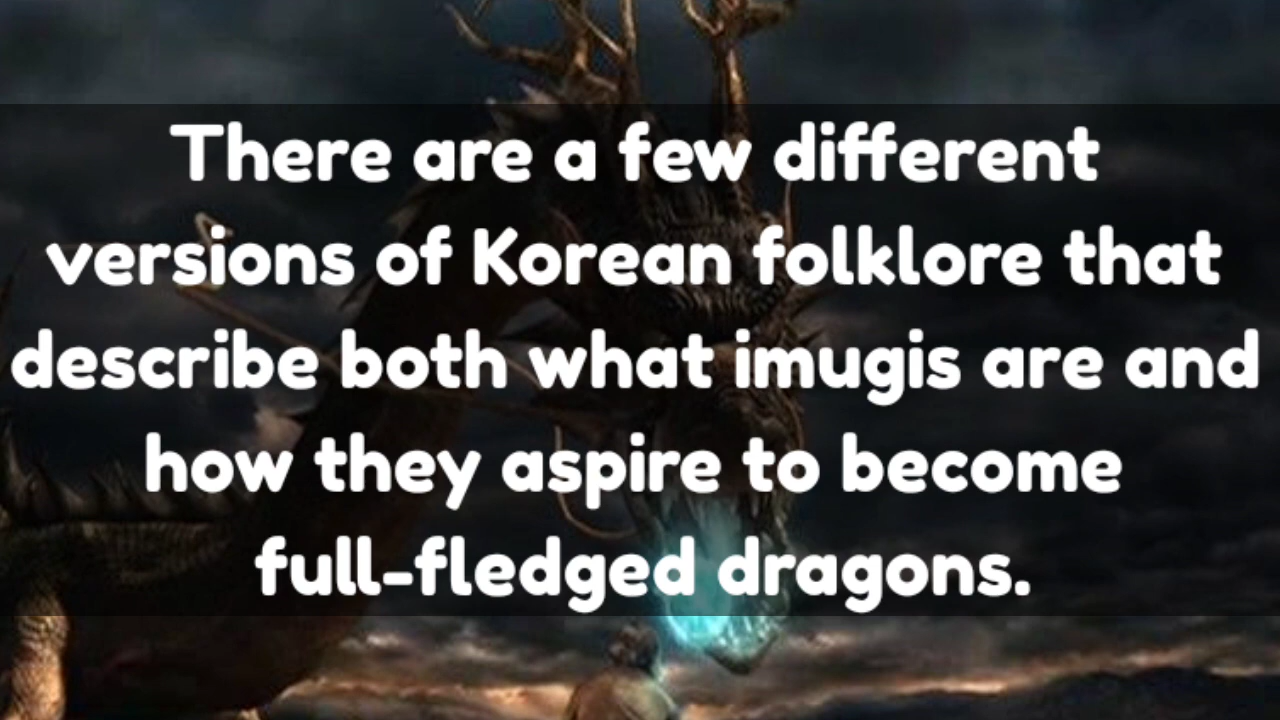 There are a few different
versions of Korean folklore that
describe both what imugis are and
how they aspire to become
full-fledged dragons.